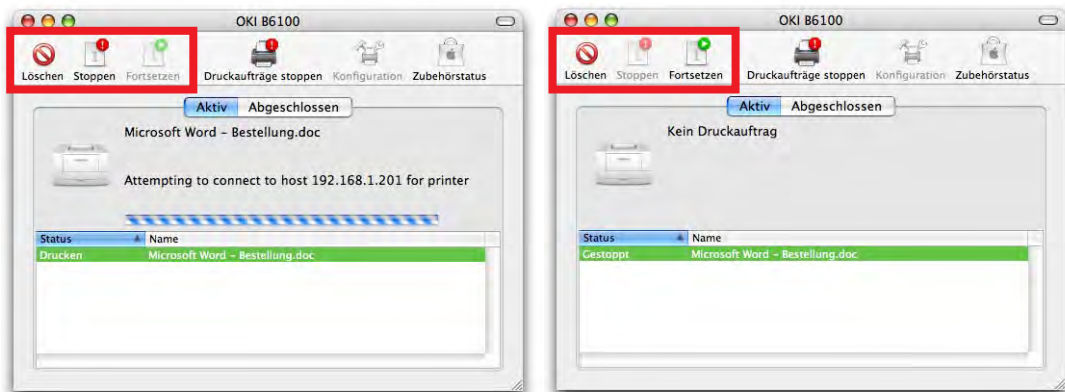 OKI B6100
Löschen Stoppen Fortsetzen Druckaufträge stoppen Konfiguration Zubehörstatus
Aktiv Abgeschlossen
Microsoft Word – Bestellung.doc
Attempting to connect to host 192.168.1.201 for printer
Status Name
Drucken Microsoft Word – Bestellung.doc
OKI B6100
Löschen Stoppen Fortsetzen Druckaufträge stoppen Konfiguration Zubehörstatus
Aktiv Abgeschlossen
Kein Druckauftrag
Status Name
Gestoppt Microsoft Word – Bestellung.doc